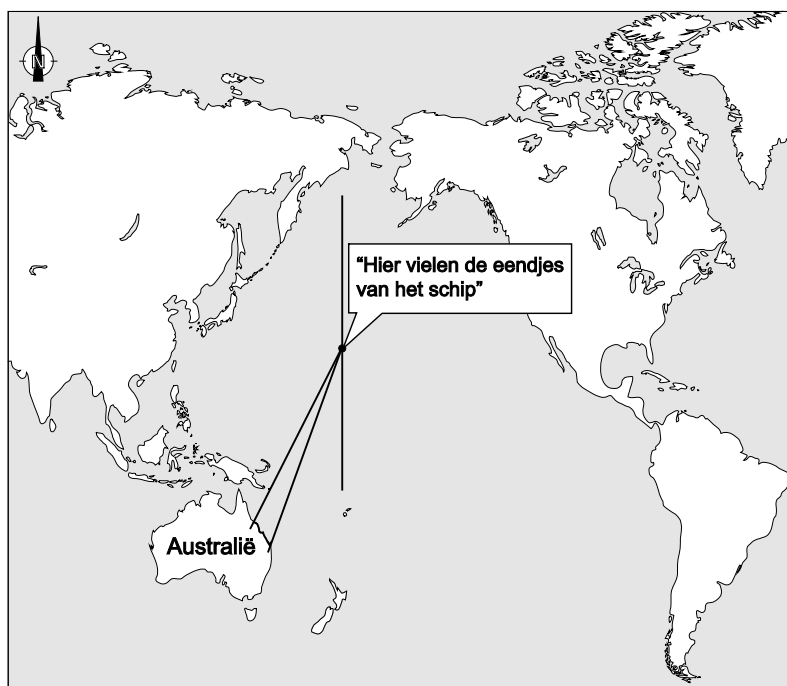 N
“Hier vielen de eendjes
van het schip”
Australië